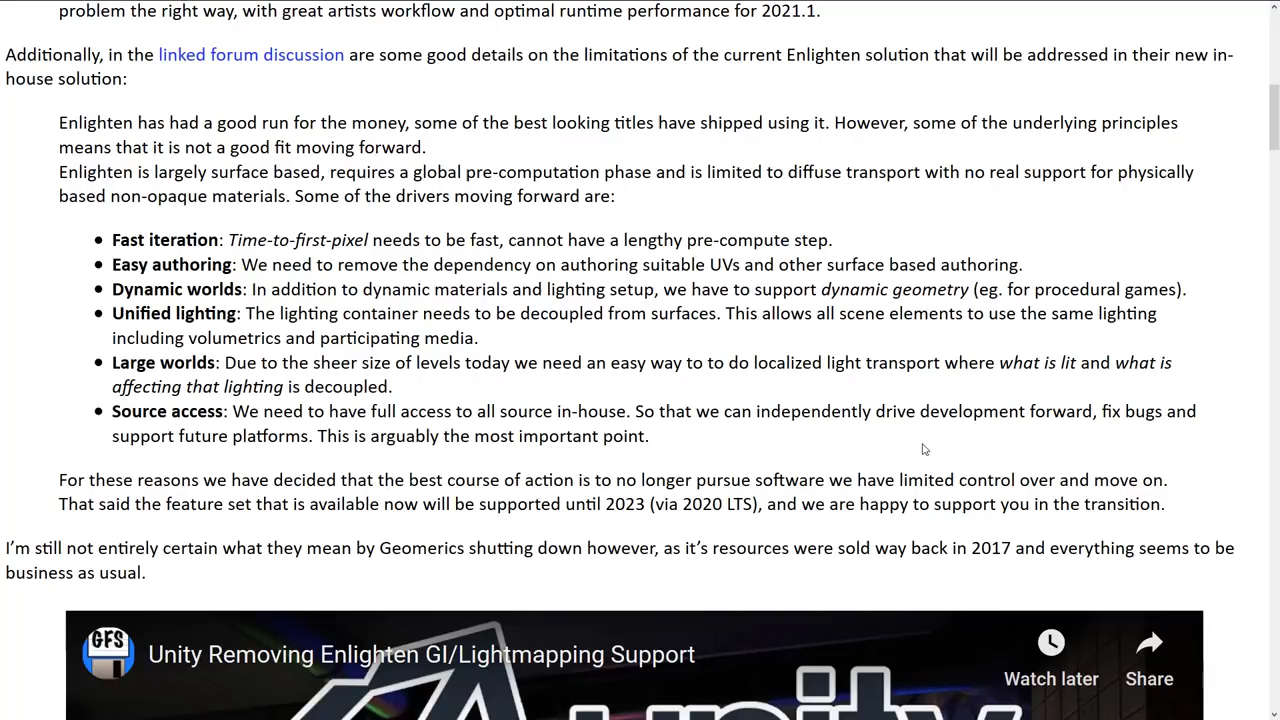 problem the right way, with great artists workflow and optimal runtime performance for 2021.1.
Additionally, in the linked forum discussion are some good details on the limitations of the current Enlighten solution that will be addressed in their new in-
house solution:
Enlighten has had a good run for the money, some of the best looking titles have shipped using it. However, some of the underlying principles
means that it is not a good fit moving forward.
Enlighten is largely surface based, requires a global pre-computation phase and is limited to diffuse transport with no real support for physically
based non-opaque materials. Some of the drivers moving forward are:
• Fast iteration: Time-to-first-pixel needs to be fast, cannot have a lengthy pre-compute step.
• Easy authoring: We need to remove the dependency on authoring suitable UVs and other surface based authoring.
• Dynamic worlds: In addition to dynamic materials and lighting setup, we have to support dynamic geometry (eg. for procedural games).
• Unified lighting: The lighting container needs to be decoupled from surfaces. This allows all scene elements to use the same lighting
including volumetrics and participating media.
• Large worlds: Due to the sheer size of levels today we need an easy way to to do localized light transport where what is lit and what is
affecting that lighting is decoupled.
• Source access: We need to have full access to all source in-house. So that we can independently drive development forward, fix bugs and
support future platforms. This is arguably the most important point.
For these reasons we have decided that the best course of action is to no longer pursue software we have limited control over and move on.
That said the feature set that is available now will be supported until 2023 (via 2020 LTS), and we are happy to support you in the transition.
I'm still not entirely certain what they mean by Geomerics shutting down however, as it's resources were sold way back in 2017 and everything seems to be
business as usual.
GFS
Unity Removing Enlighten GI/Lightmapping Support
Watch later
Share
unity